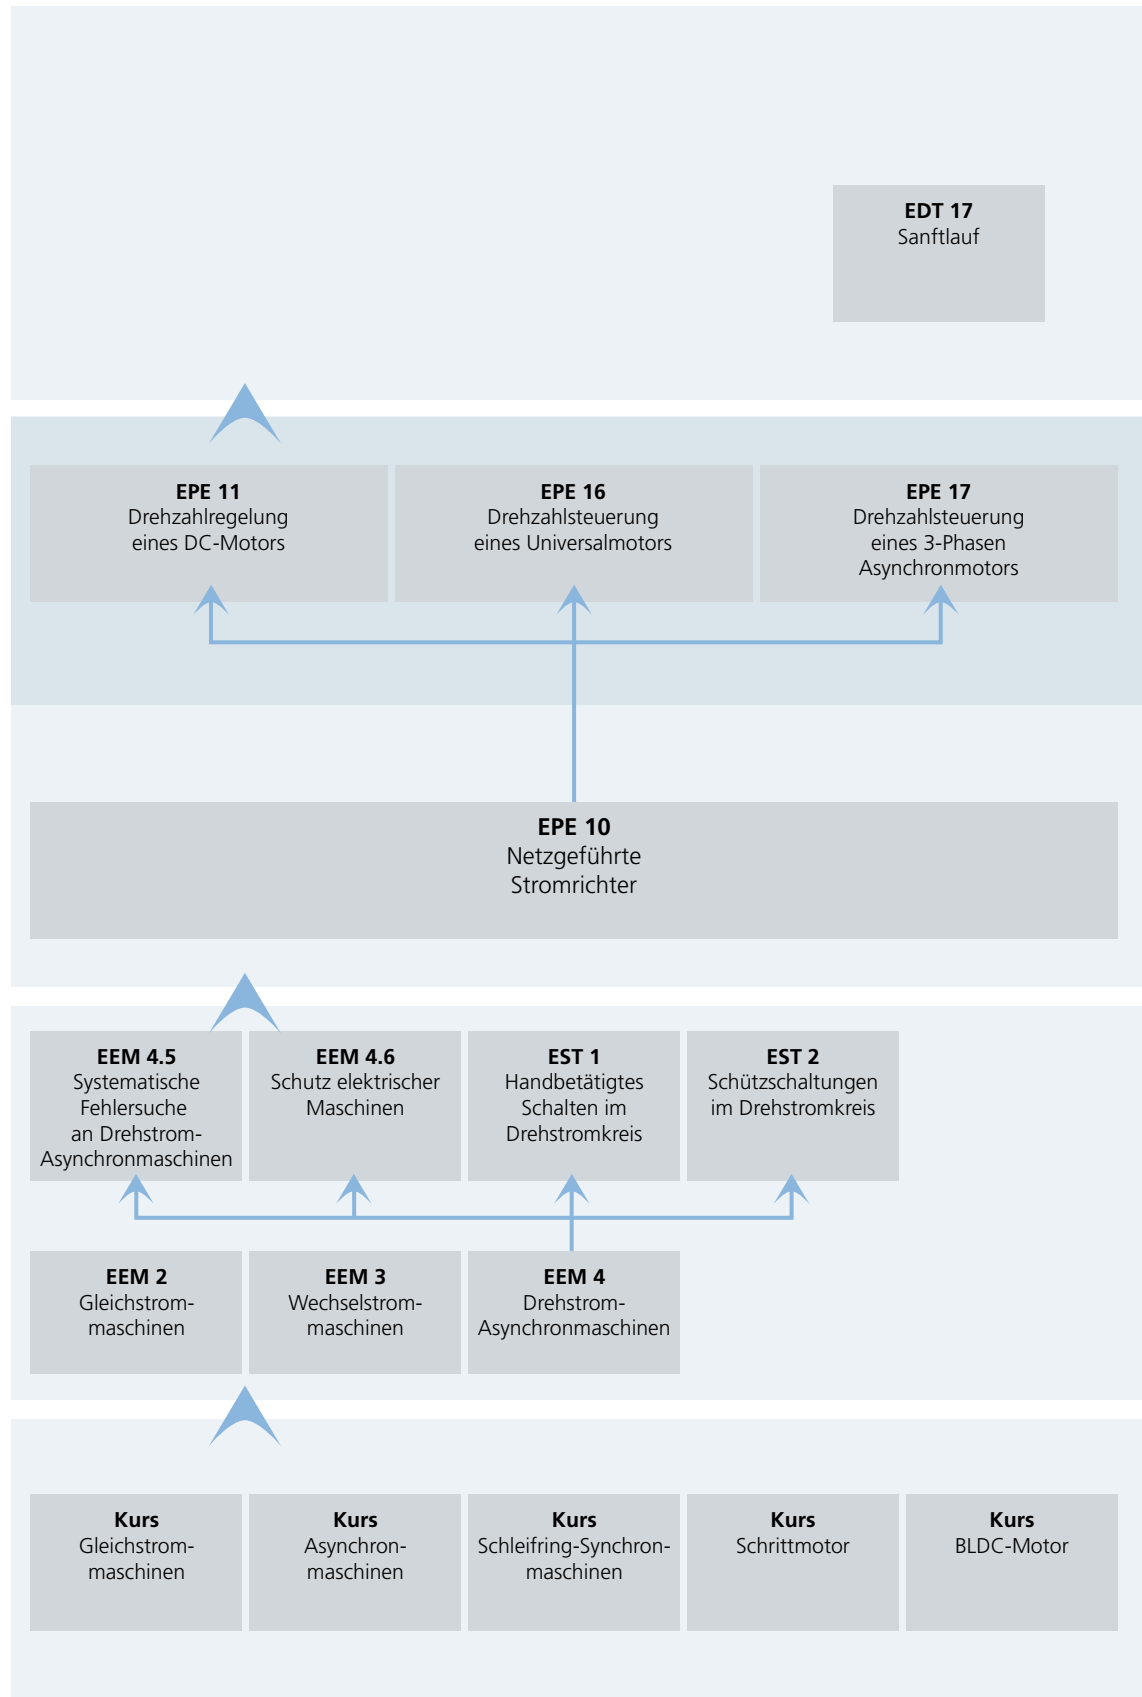 EDT 17
Sanftlauf
EPE 11
Drehzahlregelung
eines DC-Motors
EPE 16
Drehzahlsteuerung
eines Universalmotors
EPE 17
Drehzahlsteuerung
eines 3-Phasen
Asynchronmotors
EPE 10
Netzgeführte
Stromrichter
EEM 4.5
Systematische
Fehlersuche
an Drehstrom-
Asynchronmaschinen
EEM 4.6
Schutz elektrischer
Maschinen
EST 1
Handbetätigtes
Schalten im
Drehstromkreis
EST 2
Schützschaltungen
im Drehstromkreis
EEM 2
Gleichstrom-
maschinen
EEM 3
Wechselstrom-
maschinen
EEM 4
Drehstrom-
Asynchronmaschinen
Kurs
Gleichstrom-
maschinen
Kurs
Asynchron-
maschinen
Kurs
Schleifring-Synchron-
maschinen
Kurs
Schrittmotor
Kurs
BLDC-Motor